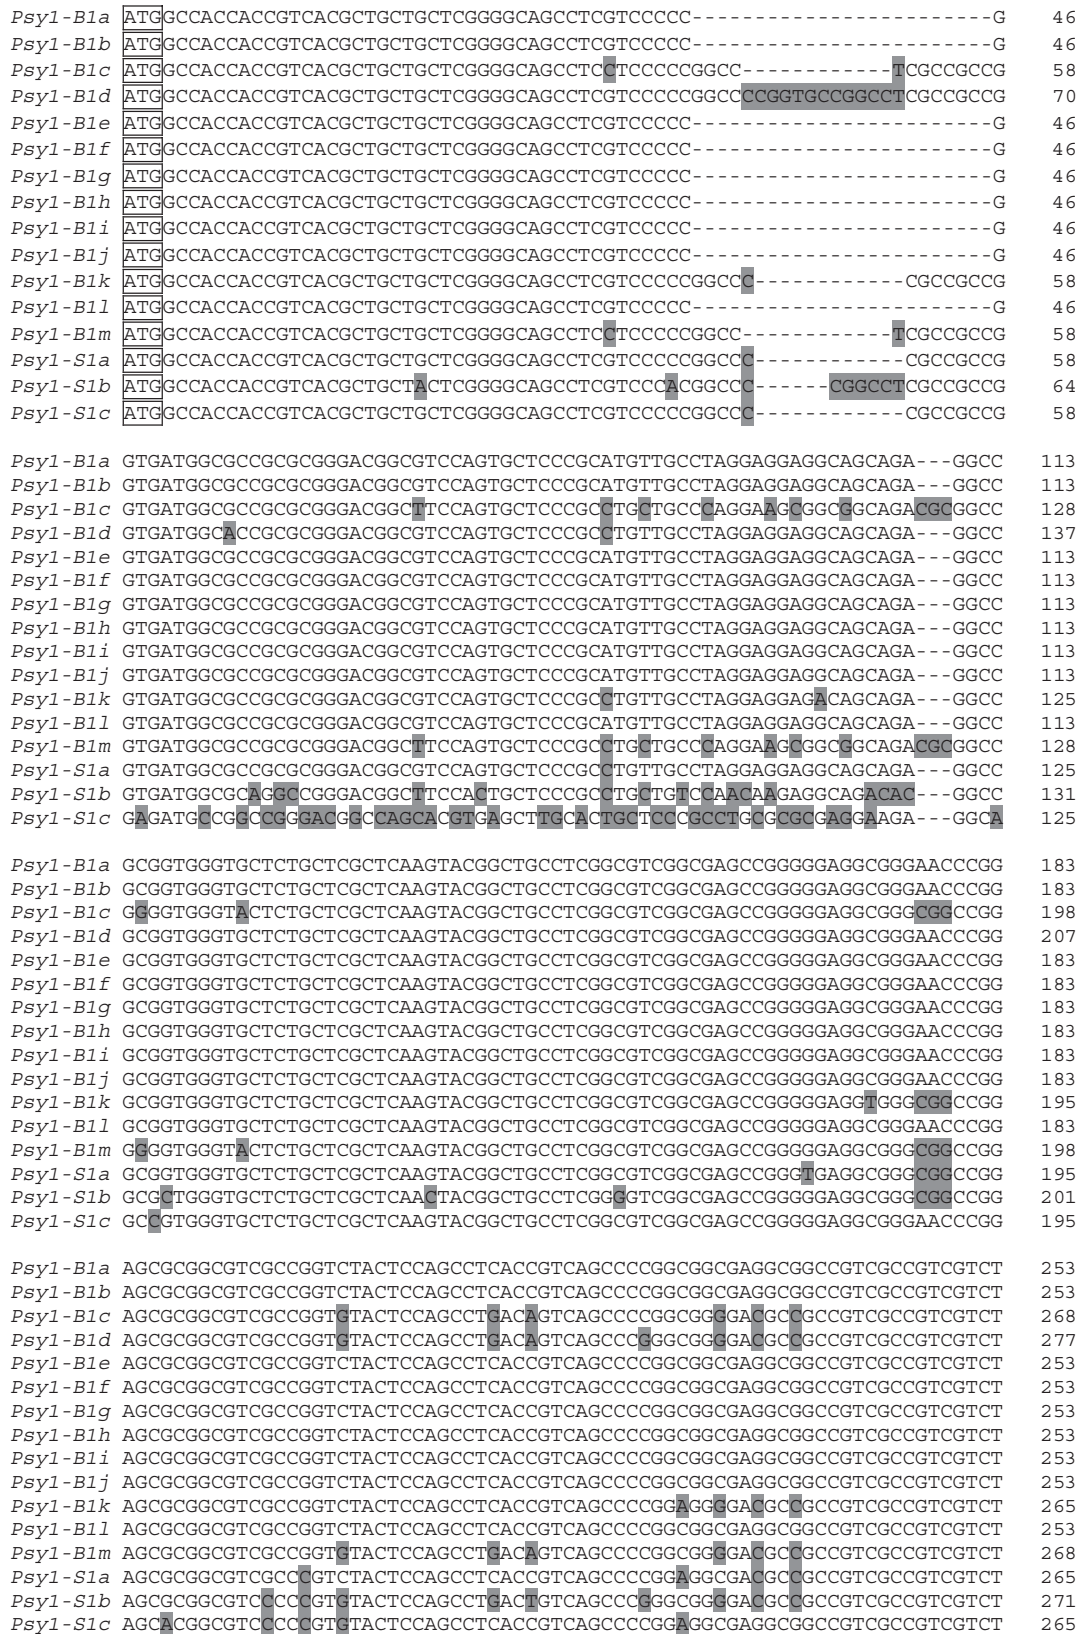 Psy1-B1a ATGGCCACCACCGTCACGCTGCTGCTCGGGGCAGCCTCGTCCCCC------------------------G 46
Psy1-B1b ATGGCCACCACCGTCACGCTGCTGCTCGGGGCAGCCTCGTCCCCC------------------------G 46
Psy1-B1c ATGGCCACCACCGTCACGCTGCTGCTCGGGGCAGCCTCCTCCCCCGGCC------------TCGCCGCCG 58
Psy1-B1d ATGGCCACCACCGTCACGCTGCTGCTCGGGGCAGCCTCGTCCCCCGGCCCCGGTGCCGGCCTCGCCGCCG 70
Psy1-B1e ATGGCCACCACCGTCACGCTGCTGCTCGGGGCAGCCTCGTCCCCC------------------------G 46
Psy1-B1f ATGGCCACCACCGTCACGCTGCTGCTCGGGGCAGCCTCGTCCCCC------------------------G 46
Psy1-B1g ATGGCCACCACCGTCACGCTGCTGCTCGGGGCAGCCTCGTCCCCC------------------------G 46
Psy1-B1h ATGGCCACCACCGTCACGCTGCTGCTCGGGGCAGCCTCGTCCCCC------------------------G 46
Psy1-B1i ATGGCCACCACCGTCACGCTGCTGCTCGGGGCAGCCTCGTCCCCC------------------------G 46
Psy1-B1j ATGGCCACCACCGTCACGCTGCTGCTCGGGGCAGCCTCGTCCCCC------------------------G 46
Psy1-B1k ATGGCCACCACCGTCACGCTGCTGCTCGGGGCAGCCTCGTCCCCCGGCCC------------CGCCGCCG 58
Psy1-B1l ATGGCCACCACCGTCACGCTGCTGCTCGGGGCAGCCTCGTCCCCC------------------------G 46
Psy1-B1m ATGGCCACCACCGTCACGCTGCTGCTCGGGGCAGCCTCCTCCCCCGGCC------------TCGCCGCCG 58
Psy1-S1a ATGGCCACCACCGTCACGCTGCTGCTCGGGGCAGCCTCGTCCCCCGGCCC------------CGCCGCCG 58
Psy1-S1b ATGGCCACCACCGTCACGCTGCTACTCGGGGCAGCCTCGTCCCACGGCCC------CGGCCTCGCCGCCG 64
Psy1-S1c ATGGCCACCACCGTCACGCTGCTGCTCGGGGCAGCCTCGTCCCCCGGCCC------------CGCCGCCG 58
Psy1-B1a GTGATGGCGCCGCGCGGGACGGCGTCCAGTGCTCCCGCATGTTGCCTAGGAGGAGGCAGCAGA---GGCC 113
Psy1-B1b GTGATGGCGCCGCGCGGGACGGCGTCCAGTGCTCCCGCATGTTGCCTAGGAGGAGGCAGCAGA---GGCC 113
Psy1-B1c GTGATGGCGCCGCGCGGGACGGCTTCCAGTGCTCCCGCCTGCTGCCCAGGAAGCGGCGGCAGACGCGGCC 128
Psy1-B1d GTGATGGCACCGCGCGGGACGGCGTCCAGTGCTCCCGCCTGTTGCCTAGGAGGAGGCAGCAGA---GGCC 137
Psy1-B1e GTGATGGCGCCGCGCGGGACGGCGTCCAGTGCTCCCGCATGTTGCCTAGGAGGAGGCAGCAGA---GGCC 113
Psy1-B1f GTGATGGCGCCGCGCGGGACGGCGTCCAGTGCTCCCGCATGTTGCCTAGGAGGAGGCAGCAGA---GGCC 113
Psy1-B1g GTGATGGCGCCGCGCGGGACGGCGTCCAGTGCTCCCGCATGTTGCCTAGGAGGAGGCAGCAGA---GGCC 113
Psy1-B1h GTGATGGCGCCGCGCGGGACGGCGTCCAGTGCTCCCGCATGTTGCCTAGGAGGAGGCAGCAGA---GGCC 113
Psy1-B1i GTGATGGCGCCGCGCGGGACGGCGTCCAGTGCTCCCGCATGTTGCCTAGGAGGAGGCAGCAGA---GGCC 113
Psy1-B1j GTGATGGCGCCGCGCGGGACGGCGTCCAGTGCTCCCGCATGTTGCCTAGGAGGAGGCAGCAGA---GGCC 113
Psy1-B1k GTGATGGCGCCGCGCGGGACGGCGTCCAGTGCTCCCGCCTGTTGCCTAGGAGGAGACAGCAGA---GGCC 125
Psy1-B1l GTGATGGCGCCGCGCGGGACGGCGTCCAGTGCTCCCGCATGTTGCCTAGGAGGAGGCAGCAGA---GGCC 113
Psy1-B1m GTGATGGCGCCGCGCGGGACGGCTTCCAGTGCTCCCGCCTGCTGCCCAGGAAGCGGCGGCAGACGCGGCC 128
Psy1-S1a GTGATGGCGCCGCGCGGGACGGCGTCCAGTGCTCCCGCCTGTTGCCTAGGAGGAGGCAGCAGA---GGCC 125
Psy1-S1b GTGATGGCGCAGGCCGGGACGGCTTCCACTGCTCCCGCCTGCTGTCCAACAAGAGGCAGACAC---GGCC 131
Psy1-S1c GAGATGCCGGCCGGGACGGCCAGCACGTGAGCTTGCACTGCTCCCGCCTGCGCGCGAGGAAGA---GGCA 125
Psy1-B1a GCGGTGGGTGCTCTGCTCGCTCAAGTACGGCTGCCTCGGCGTCGGCGAGCCGGGGGAGGCGGGAACCCGG 183
Psy1-B1b GCGGTGGGTGCTCTGCTCGCTCAAGTACGGCTGCCTCGGCGTCGGCGAGCCGGGGGAGGCGGGAACCCGG 183
Psy1-B1c GGGGTGGGTACTCTGCTCGCTCAAGTACGGCTGCCTCGGCGTCGGCGAGCCGGGGGAGGCGGGCGGCCGG 198
Psy1-B1d GCGGTGGGTGCTCTGCTCGCTCAAGTACGGCTGCCTCGGCGTCGGCGAGCCGGGGGAGGCGGGAACCCGG 207
Psy1-B1e GCGGTGGGTGCTCTGCTCGCTCAAGTACGGCTGCCTCGGCGTCGGCGAGCCGGGGGAGGCGGGAACCCGG 183
Psy1-B1f GCGGTGGGTGCTCTGCTCGCTCAAGTACGGCTGCCTCGGCGTCGGCGAGCCGGGGGAGGCGGGAACCCGG 183
Psy1-B1g GCGGTGGGTGCTCTGCTCGCTCAAGTACGGCTGCCTCGGCGTCGGCGAGCCGGGGGAGGCGGGAACCCGG 183
Psy1-B1h GCGGTGGGTGCTCTGCTCGCTCAAGTACGGCTGCCTCGGCGTCGGCGAGCCGGGGGAGGCGGGAACCCGG 183
Psy1-B1i GCGGTGGGTGCTCTGCTCGCTCAAGTACGGCTGCCTCGGCGTCGGCGAGCCGGGGGAGGCGGGAACCCGG 183
Psy1-B1j GCGGTGGGTGCTCTGCTCGCTCAAGTACGGCTGCCTCGGCGTCGGCGAGCCGGGGGAGGCGGGAACCCGG 183
Psy1-B1k GCGGTGGGTGCTCTGCTCGCTCAAGTACGGCTGCCTCGGCGTCGGCGAGCCGGGGGAGGTGGGCGGCCGG 195
Psy1-B1l GCGGTGGGTGCTCTGCTCGCTCAAGTACGGCTGCCTCGGCGTCGGCGAGCCGGGGGAGGCGGGAACCCGG 183
Psy1-B1m GGGGTGGGTACTCTGCTCGCTCAAGTACGGCTGCCTCGGCGTCGGCGAGCCGGGGGAGGCGGGCGGCCGG 198
Psy1-S1a GCGGTGGGTGCTCTGCTCGCTCAAGTACGGCTGCCTCGGCGTCGGCGAGCCGGGTGAGGCGGGCGGCCGG 195
Psy1-S1b GCGCTGGGTGCTCTGCTCGCTCAACTACGGCTGCCTCGGGGTCGGCGAGCCGGGGGAGGCGGGCGGCCGG 201
Psy1-S1c GCCGTGGGTGCTCTGCTCGCTCAAGTACGGCTGCCTCGGCGTCGGCGAGCCGGGGGAGGCGGGAACCCGG 195
Psy1-B1a AGCGCGGCGTCGCCGGTCTACTCCAGCCTCACCGTCAGCCCCGGCGGCGAGGCGGCCGTCGCCGTCGTCT 253
Psy1-B1b AGCGCGGCGTCGCCGGTCTACTCCAGCCTCACCGTCAGCCCCGGCGGCGAGGCGGCCGTCGCCGTCGTCT 253
Psy1-B1c AGCGCGGCGTCGCCGGTGTACTCCAGCCTGACAGTCAGCCCCGGCGGGGACGCCGCCGTCGCCGTCGTCT 268
Psy1-B1d AGCGCGGCGTCGCCGGTGTACTCCAGCCTGACAGTCAGCCCGGGCGGGGACGCCGCCGTCGCCGTCGTCT 277
Psy1-B1e AGCGCGGCGTCGCCGGTCTACTCCAGCCTCACCGTCAGCCCCGGCGGCGAGGCGGCCGTCGCCGTCGTCT 253
Psy1-B1f AGCGCGGCGTCGCCGGTCTACTCCAGCCTCACCGTCAGCCCCGGCGGCGAGGCGGCCGTCGCCGTCGTCT 253
Psy1-B1g AGCGCGGCGTCGCCGGTCTACTCCAGCCTCACCGTCAGCCCCGGCGGCGAGGCGGCCGTCGCCGTCGTCT 253
Psy1-B1h AGCGCGGCGTCGCCGGTCTACTCCAGCCTCACCGTCAGCCCCGGCGGCGAGGCGGCCGTCGCCGTCGTCT 253
Psy1-B1i AGCGCGGCGTCGCCGGTCTACTCCAGCCTCACCGTCAGCCCCGGCGGCGAGGCGGCCGTCGCCGTCGTCT 253
Psy1-B1j AGCGCGGCGTCGCCGGTCTACTCCAGCCTCACCGTCAGCCCCGGCGGCGAGGCGGCCGTCGCCGTCGTCT 253
Psy1-B1k AGCGCGGCGTCGCCGGTCTACTCCAGCCTCACCGTCAGCCCCGGAGGGGACGCCGCCGTCGCCGTCGTCT 265
Psy1-B1l AGCGCGGCGTCGCCGGTCTACTCCAGCCTCACCGTCAGCCCCGGCGGCGAGGCGGCCGTCGCCGTCGTCT 253
Psy1-B1m AGCGCGGCGTCGCCGGTGTACTCCAGCCTGACAGTCAGCCCCGGCGGGGACGCCGCCGTCGCCGTCGTCT 268
Psy1-S1a AGCGCGGCGTCGCCCGTCTACTCCAGCCTCACCGTCAGCCCCGGAGGCGACGCCGCCGTCGCCGTCGTCT 265
Psy1-S1b AGCGCGGCGTCCCCCGTGTACTCCAGCCTGACTGTCAGCCCGGGCGGGGACGCCGCCGTCGCCGTCGTCT 271
Psy1-S1c AGCACGGCGTCCCCCGTGTACTCCAGCCTCACCGTCAGCCCCGGAGGCGAGGCGGCCGTCGCCGTCGTCT 265